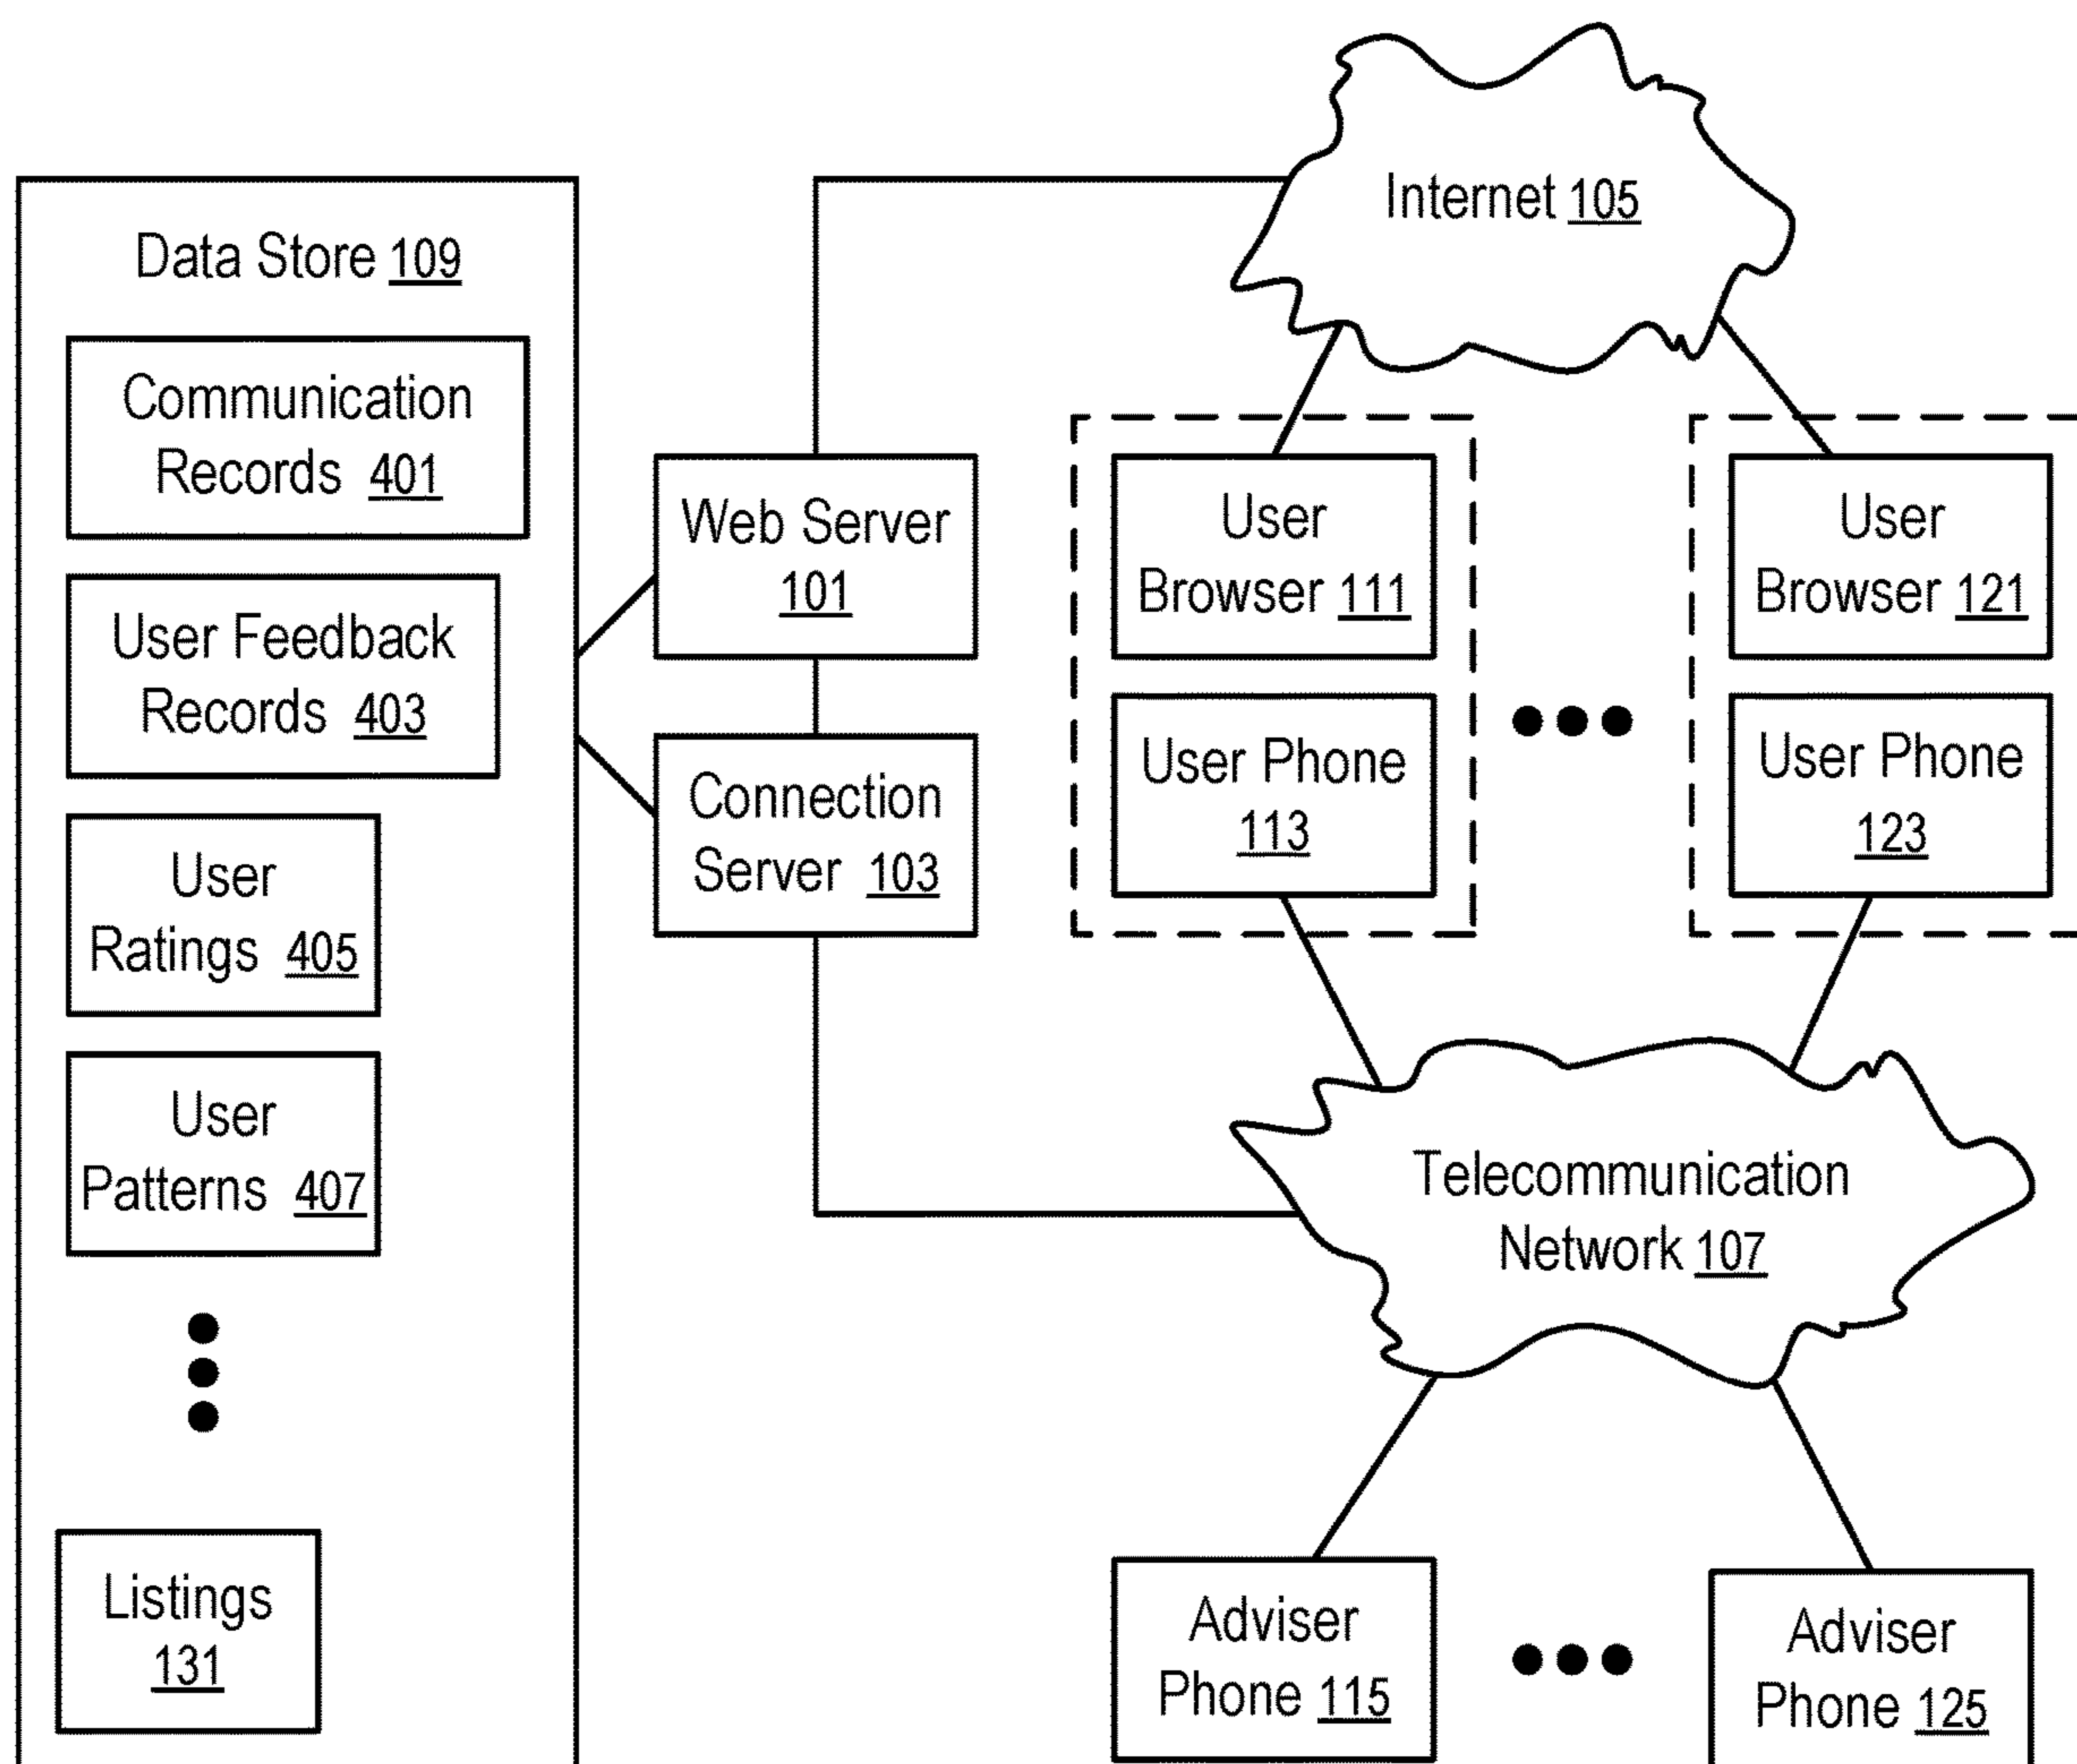 Data Store 109
Communication
Records 401
User Feedback
Records 403
User
Ratings 405
User
Patterns 407
Listings
131
Web Server
101
Connection
Server 103
Internet 105
User
Browser 111
User Phone
113
User
Browser 121
User Phone
123
Telecommunication
Network 107
Adviser
Phone 115
Adviser
Phone 125